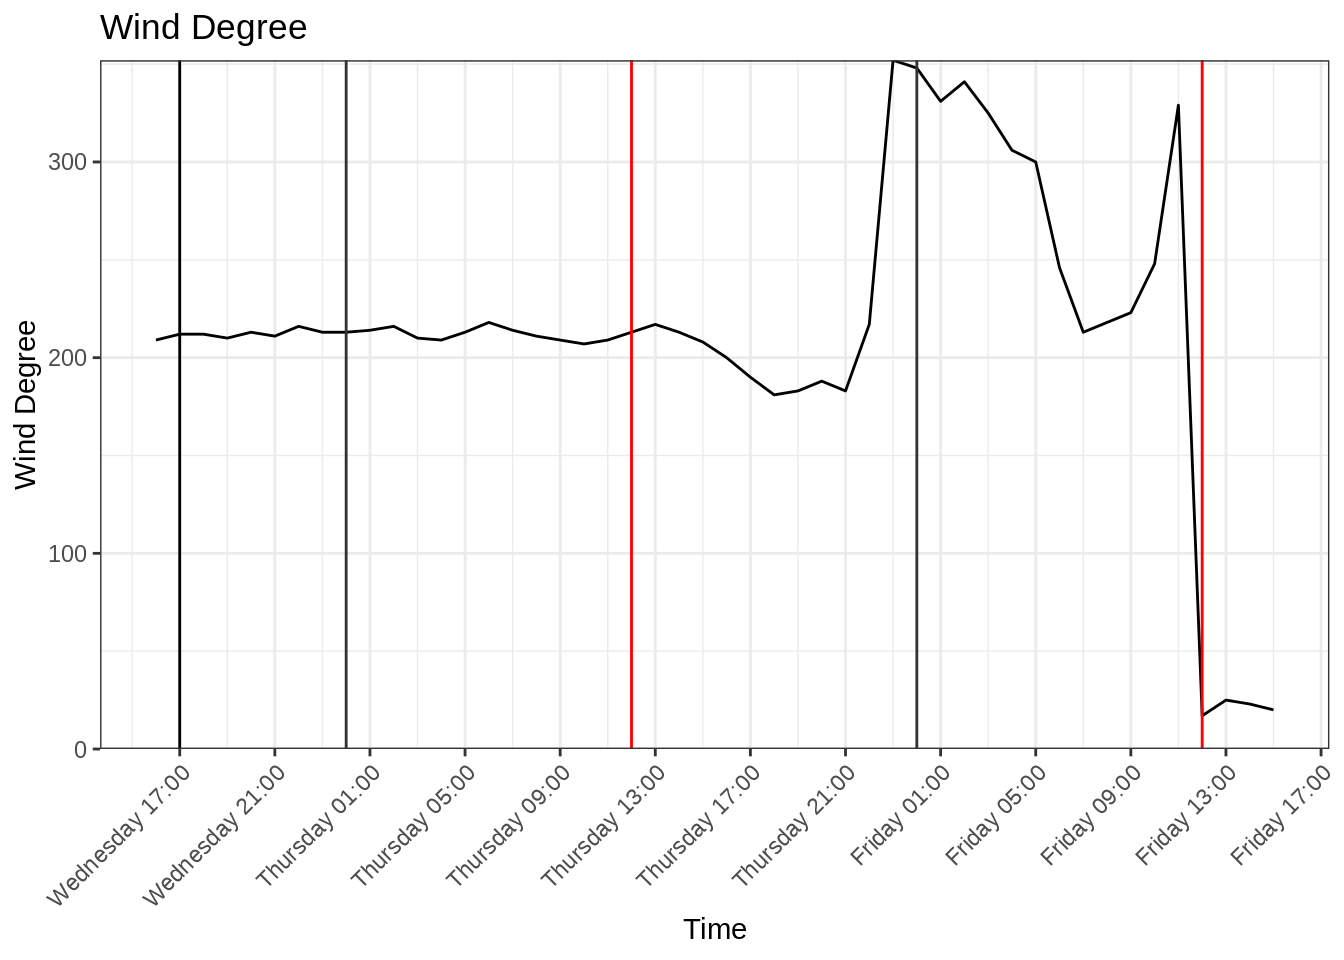 Wind Degree
Wind Degree
300
200
100
0
Wednesday 17:00
Wednesday 21:00
Thursday 01:00
Thursday 05:00
Thursday 09:00
Thursday 13:00
Thursday 17:00
Thursday 21:00
Friday 01:00
Friday 05:00
Friday 09:00
Friday 13:00
Friday 17:00
Time